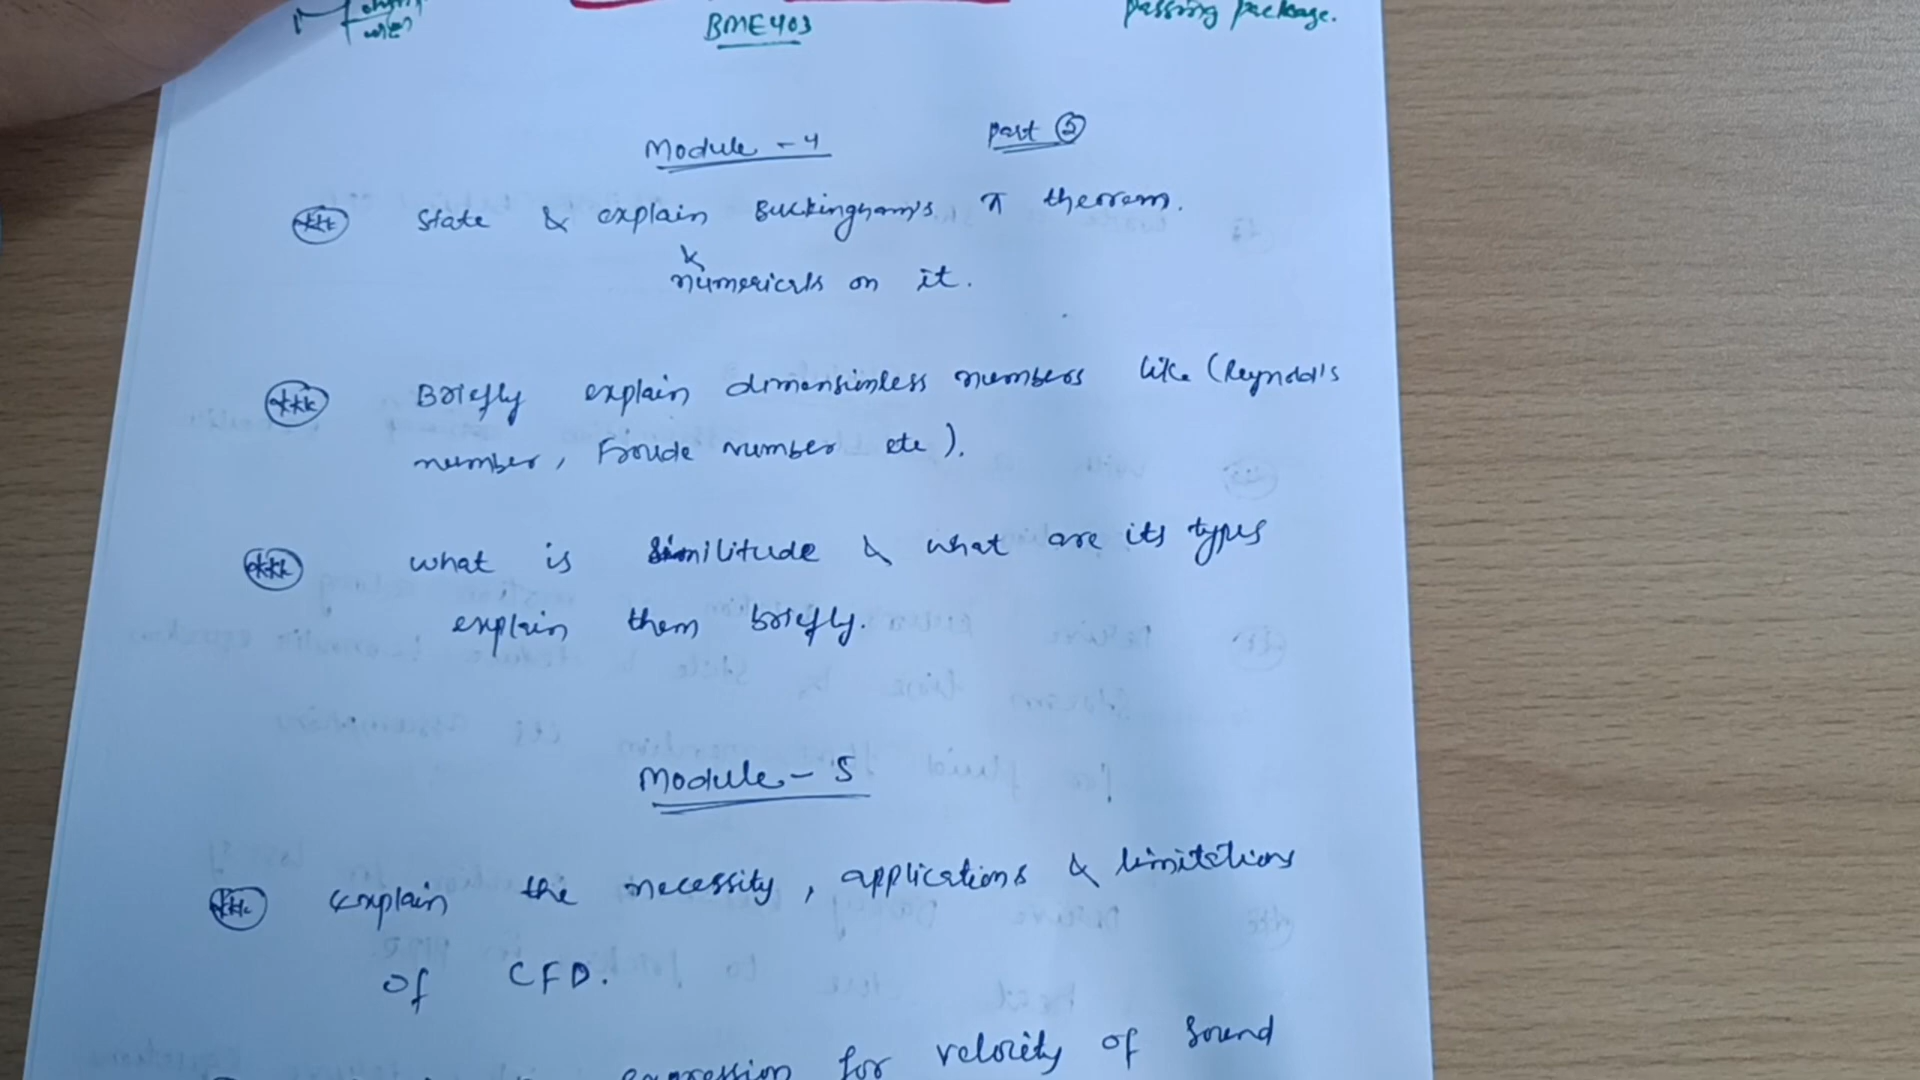 BME403
passing package.
Module - 4
Part ②
*** State & explain Buckingham's π theorem.
&
numericals on it.
*** Briefly explain dimensionless numbers like (Reynold's
number, Froude number etc).
*** what is similitude & what are its types
explain them briefly.
Module - 5
*** explain the necessity, applications & limitations
of CFD.
expression for velocity of sound